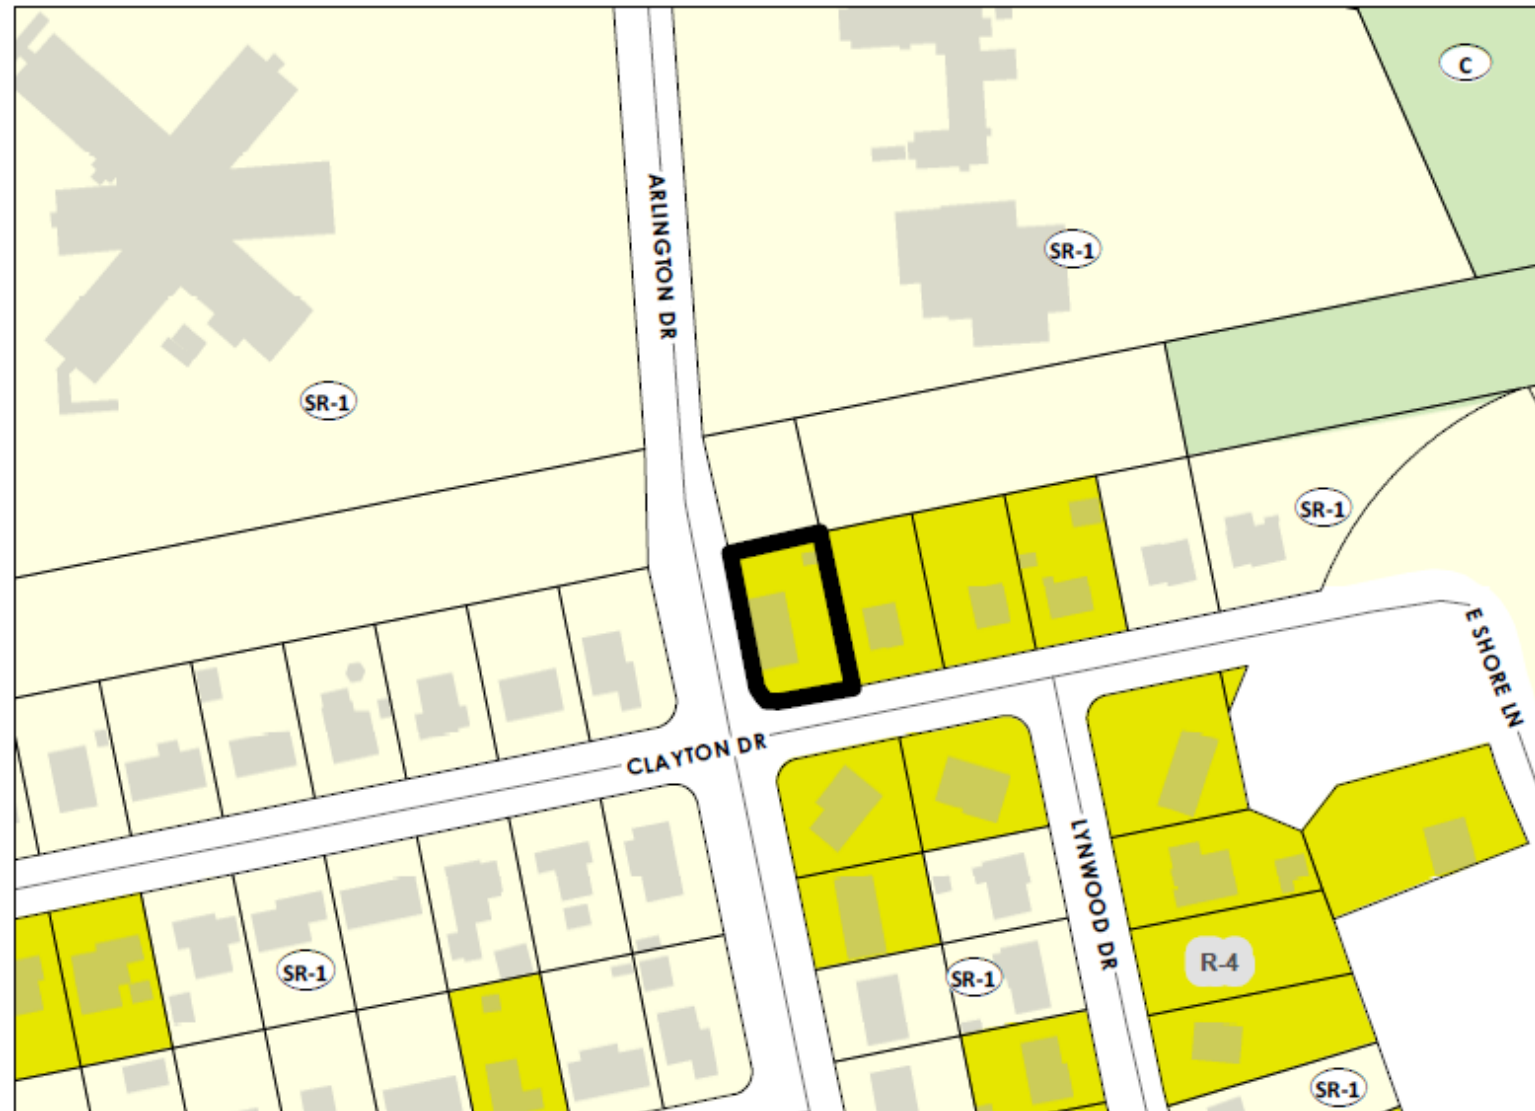 C
ARLINGTON DR
SR-1
SR-1
SR-1
E SHORE LN
CLAYTON DR
LYNWOOD DR
R-4
SR-1
SR-1
SR-1